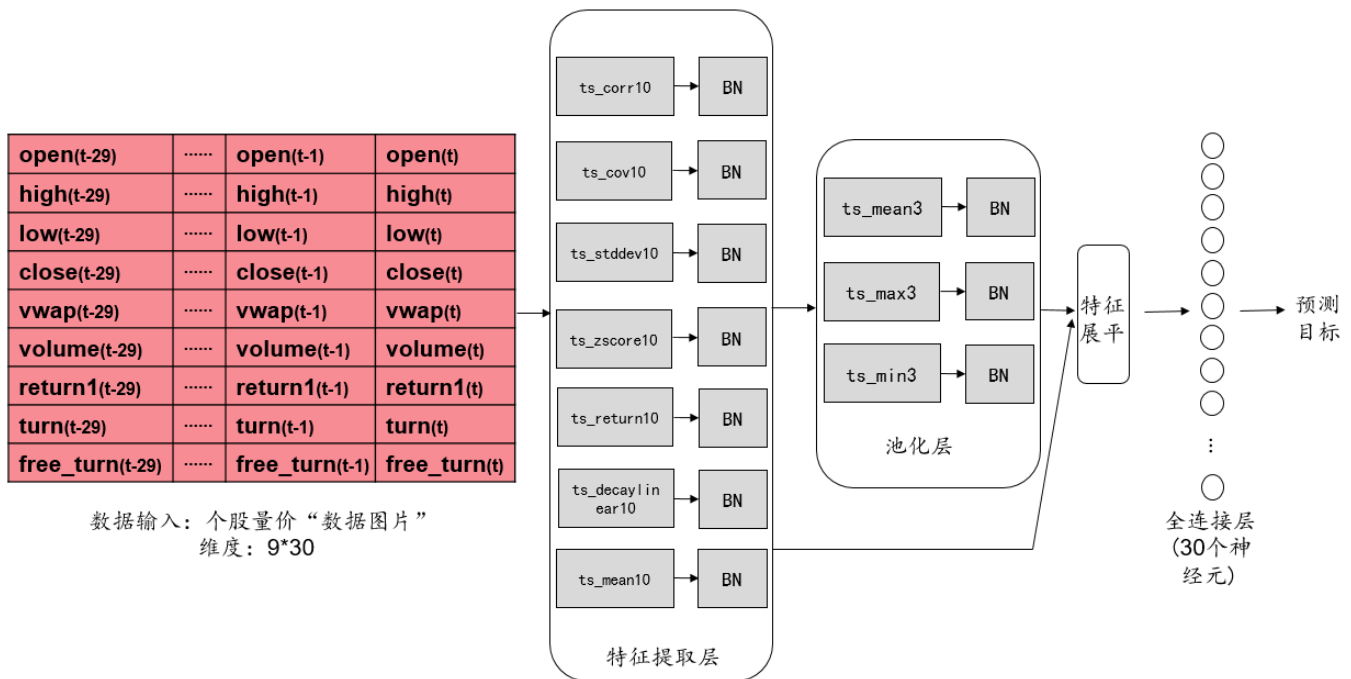 open(t-29) ...... open(t-1) open(t)
high(t-29) ...... high(t-1) high(t)
low(t-29) ...... low(t-1) low(t)
close(t-29) ...... close(t-1) close(t)
vwap(t-29) ...... vwap(t-1) vwap(t)
volume(t-29) ...... volume(t-1) volume(t)
return1(t-29) ...... return1(t-1) return1(t)
turn(t-29) ...... turn(t-1) turn(t)
free_turn(t-29) ...... free_turn(t-1) free_turn(t)
数据输入：个股量价“数据图片”
维度：9*30
ts_corr10 BN
ts_cov10 BN
ts_stddev10 BN
ts_zscore10 BN
ts_return10 BN
ts_decaylin
ear10 BN
ts_mean10 BN
特征提取层
ts_mean3 BN
ts_max3 BN
ts_min3 BN
池化层
特征
展平
...
全连接层
(30个神
经元)
预测
目标